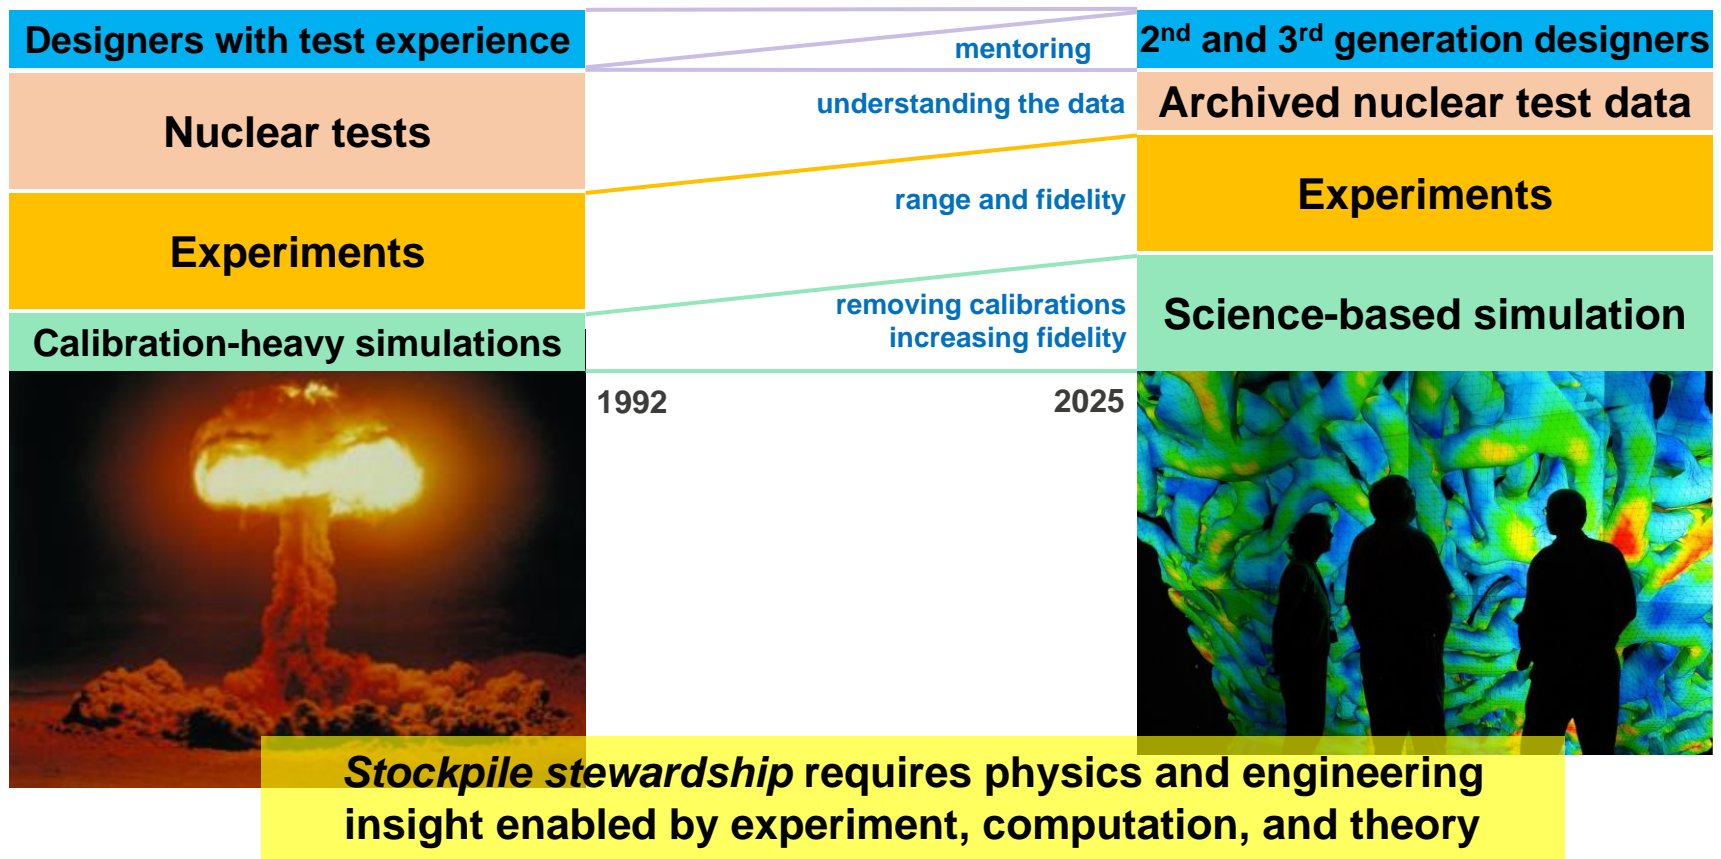 Designers with test experience
mentoring
2nd and 3rd generation designers
Nuclear tests
understanding the data
Archived nuclear test data
Experiments
range and fidelity
Experiments
Calibration-heavy simulations
removing calibrations
increasing fidelity
Science-based simulation
1992
2025
Stockpile stewardship requires physics and engineering
insight enabled by experiment, computation, and theory